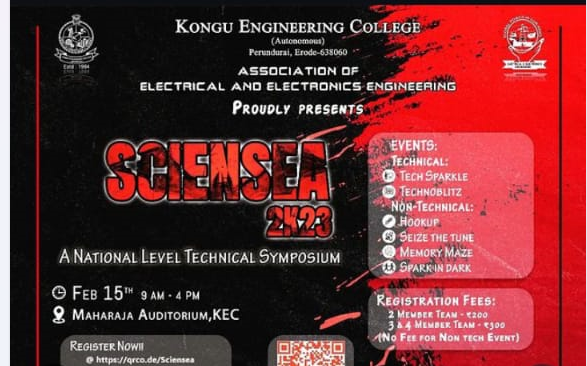 KONGU ENGINEERING COLLEGE
(Autonomous)
Perundurai, Erode-638060
ASSOCIATION OF
ELECTRICAL AND ELECTRONICS ENGINEERING
PROUDLY PRESENTS
SCIENSEA
2K23
A NATIONAL LEVEL TECHNICAL SYMPOSIUM
FEB 15TH 9 AM - 4 PM
MAHARAJA AUDITORIUM,KEC
REGISTER NOW!!
@ https://qrco.de/Sciensea
EVENTS:
TECHNICAL:
TECH SPARKLE
TECHNOBLITZ
NON-TECHNICAL:
HOOKUP
SEIZE THE TUNE
MEMORY MAZE
SPARK IN DARK
REGISTRATION FEES:
2 MEMBER TEAM - ₹200
3 & 4 MEMBER TEAM - ₹300
(NO FEE FOR NON TECH EVENT)
Estd : 1984